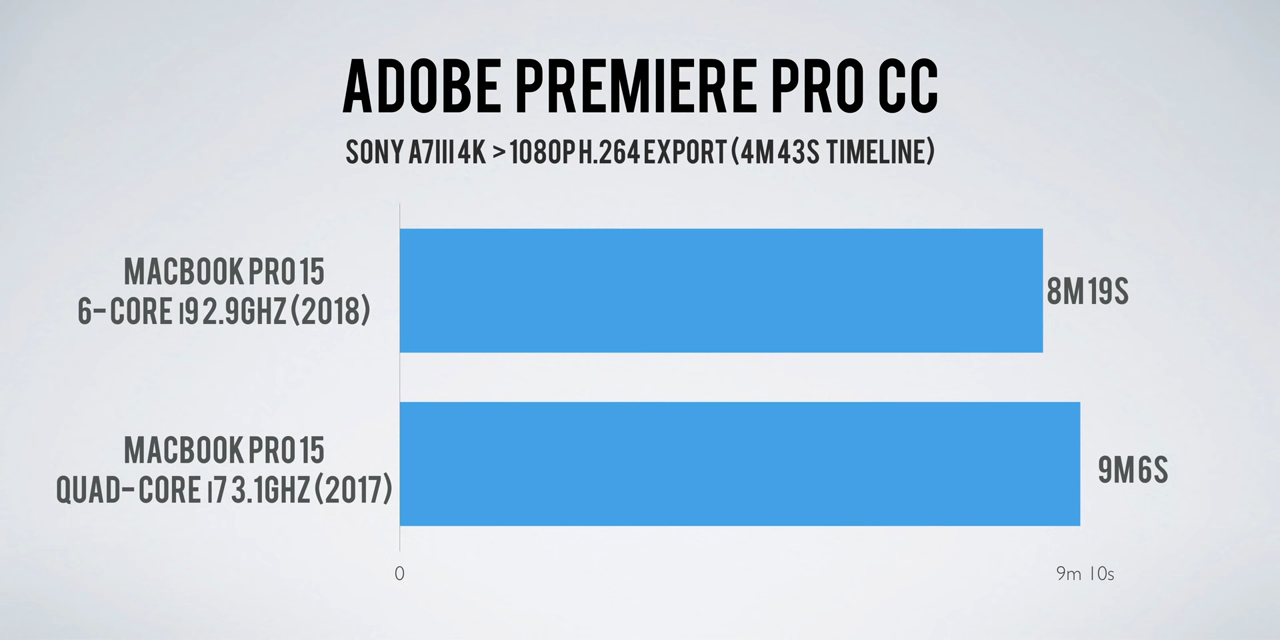 ADOBE PREMIERE PRO CC
SONY A7III 4K > 1080P H.264 EXPORT (4M 43S TIMELINE)
MACBOOK PRO 15
6-CORE i9 2.9GHZ (2018)
8M 19S
MACBOOK PRO 15
QUAD-CORE i7 3.1GHZ (2017)
9M 6S
0
9m 10s